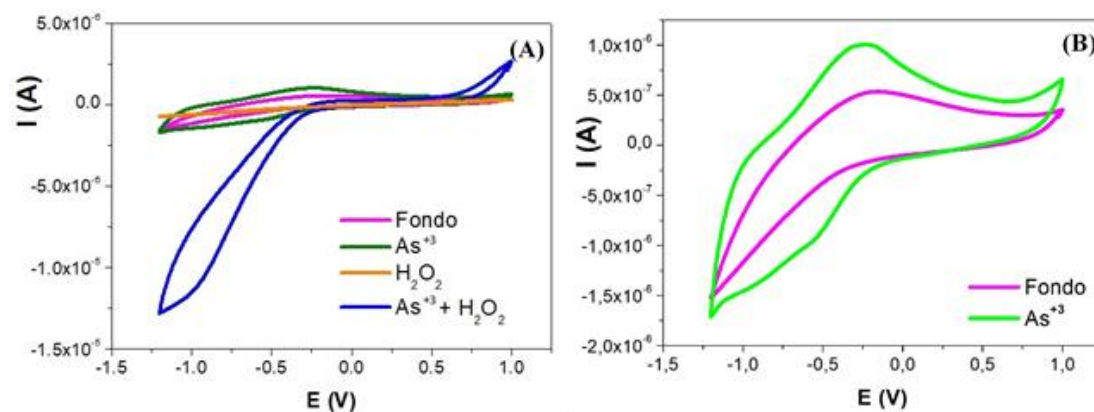 (A)
I (A)
5.0x10⁻⁶
0.0
-5.0x10⁻⁶
-1.0x10⁻⁵
-1.5x10⁻⁵
Fondo
As⁺³
H₂O₂
As⁺³ + H₂O₂
-1,5 -1.0 -0.5 0.0 0.5 1.0
E (V)
(B)
I (A)
1,0x10⁻⁶
5,0x10⁻⁷
0,0
-5,0x10⁻⁷
-1,0x10⁻⁶
-1,5x10⁻⁶
-2,0x10⁻⁶
Fondo
As⁺³
-1,5 -1,0 -0,5 0,0 0,5 1,0
E (V)